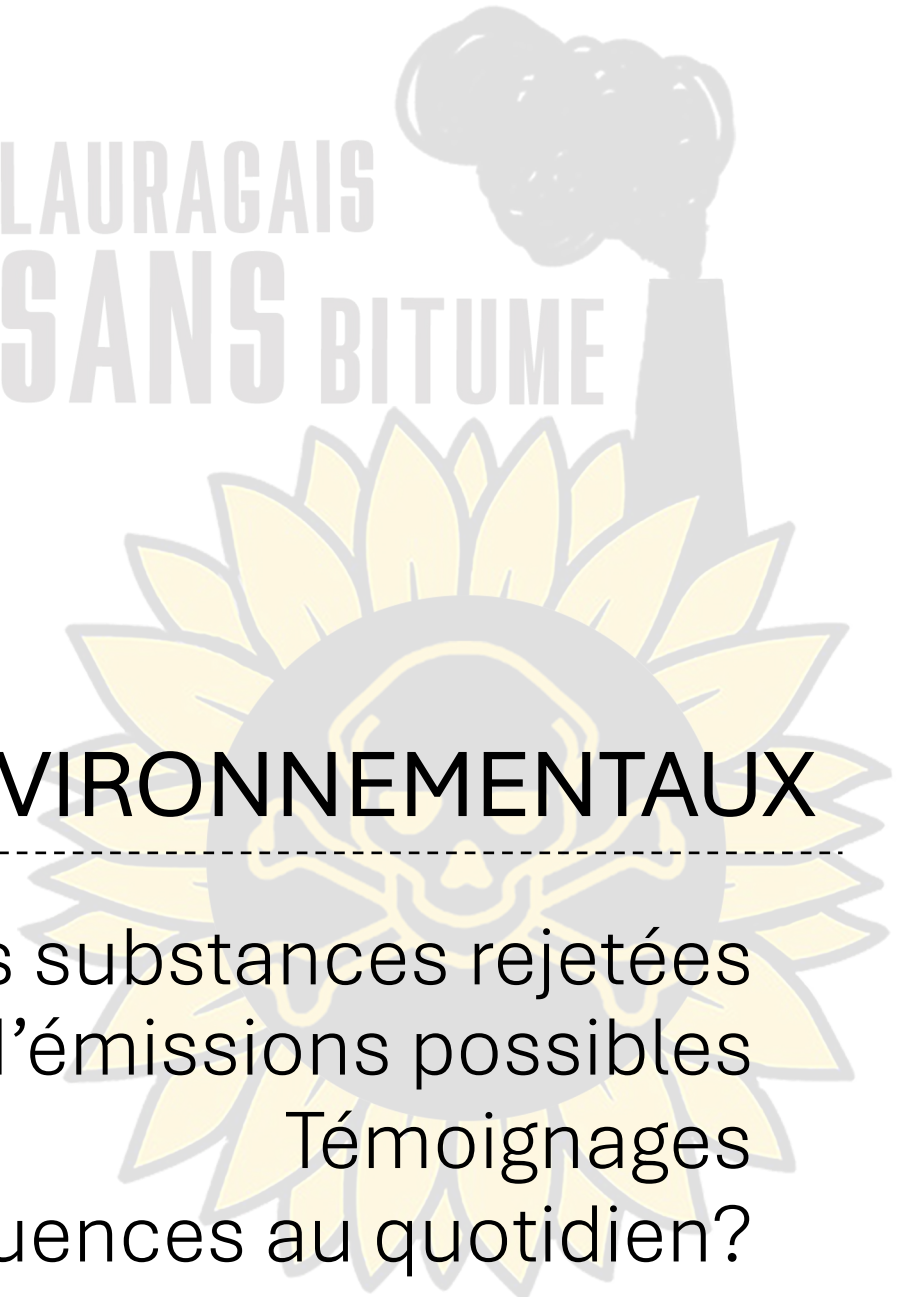 LAURAGAIS
SANS BITUME
VIRONNEMENTAUX
s substances rejetées
l'émissions possibles
Témoignages
uences au quotidien?